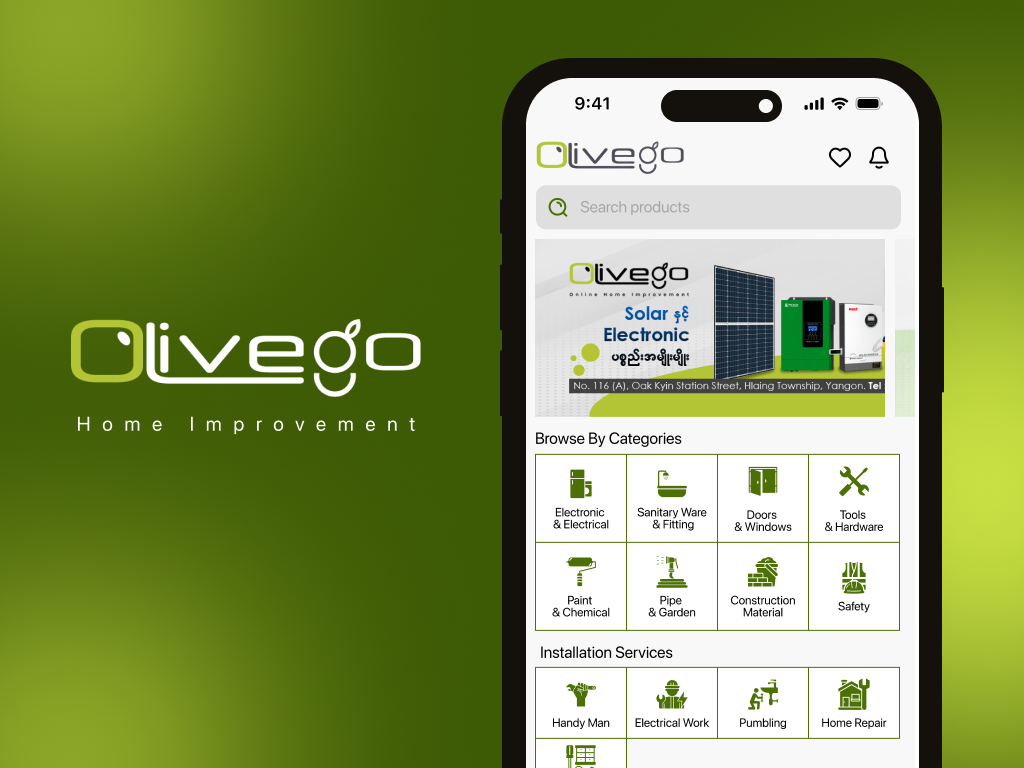 Olivego
Home Improvement
9:41
Olivego
Search products
Olivego
Online Home Improvement
Solar နှင့်
Electronic
ပစ္စည်းအမျိုးမျိုး
No. 116 (A), Oak Kyin Station Street, Hlaing Township, Yangon. Tel :
Browse By Categories
Electronic
& Electrical
Sanitary Ware
& Fitting
Doors
& Windows
Tools
& Hardware
Paint
& Chemical
Pipe
& Garden
Construction
Material
Safety
Installation Services
Handy Man
Electrical Work
Pumbling
Home Repair